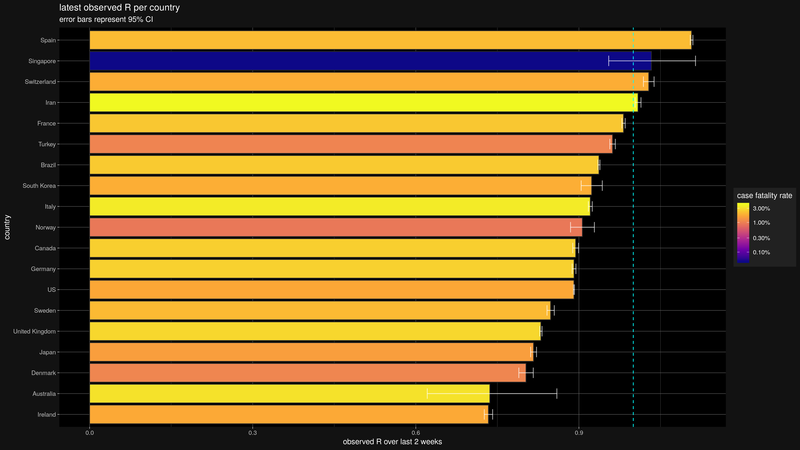 latest observed R per country
error bars represent 95% CI
country
Spain
Singapore
Switzerland
Iran
France
Turkey
Brazil
South Korea
Italy
Norway
Canada
Germany
US
Sweden
United Kingdom
Japan
Denmark
Australia
Ireland
0.0 0.3 0.6 0.9
observed R over last 2 weeks
case fatality rate
3.00%
1.00%
0.30%
0.10%